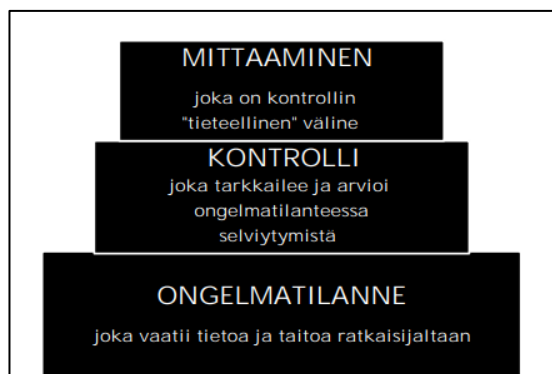 MITTAAMINEN
joka on kontrollin
"tieteellinen" väline
KONTROLLI
joka tarkkailee ja arvioi
ongelmatilanteessa
selviytymistä
ONGELMATILANNE
joka vaatii tietoa ja taitoa ratkaisijaltaan